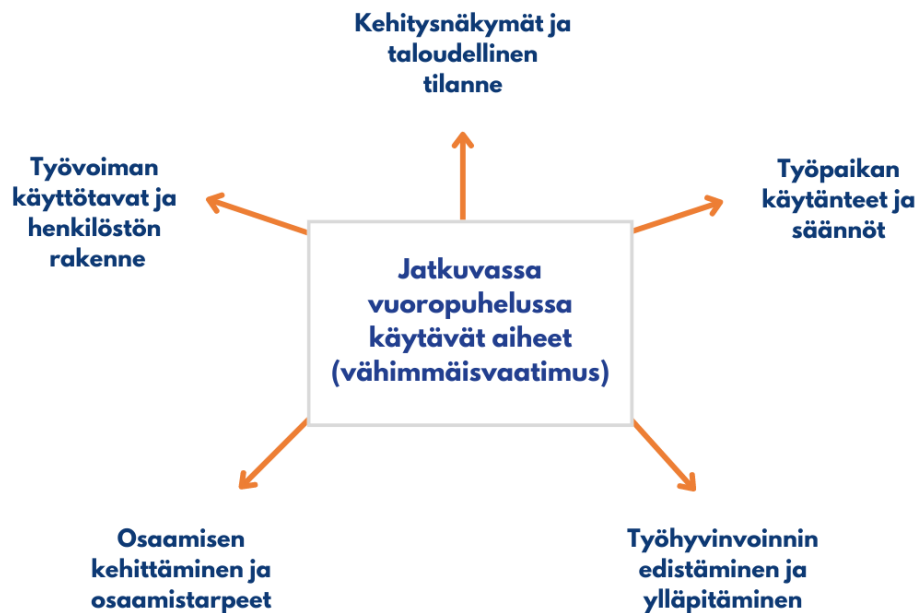 Kehitysnäkymät ja
taloudellinen
tilanne
Työvoiman
käyttötavat ja
henkilöstön
rakenne
Työpaikan
käytänteet ja
säännöt
Jatkuvassa
vuoropuhelussa
käytävät aiheet
(vähimmäisvaatimus)
Osaamisen
kehittäminen ja
osaamistarpeet
Työhyvinvoinnin
edistäminen ja
ylläpitäminen